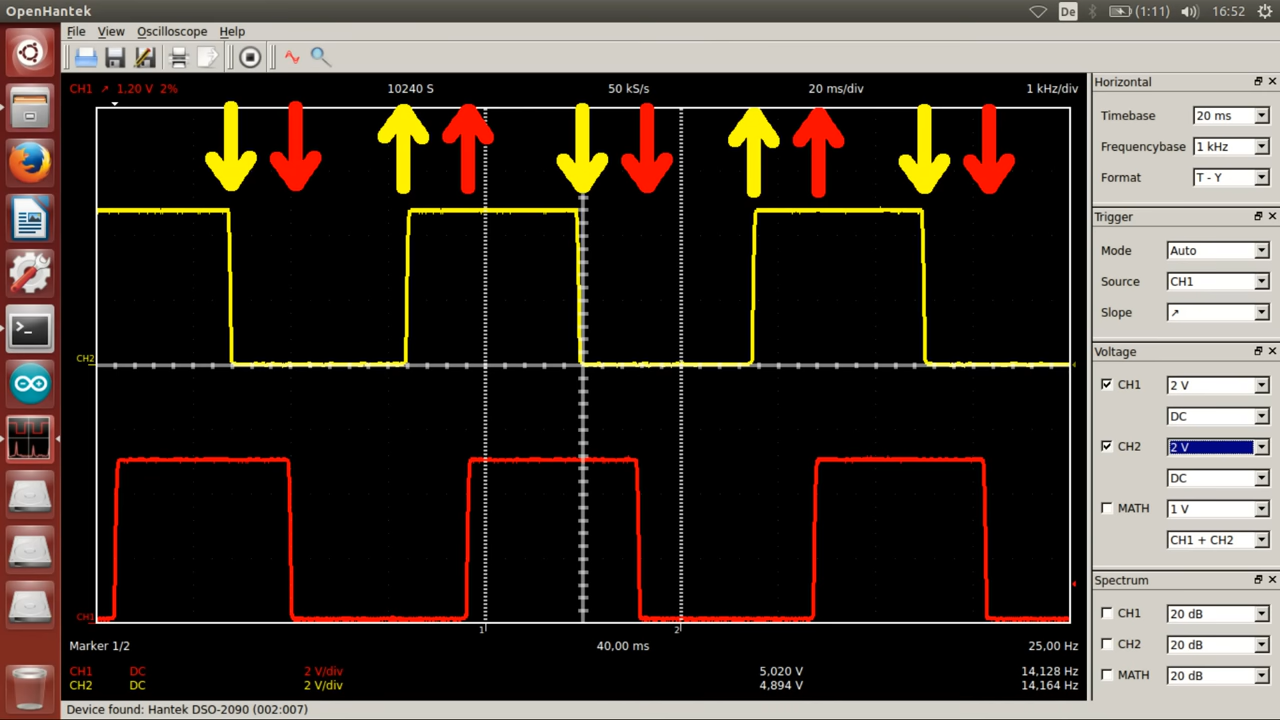 OpenHantek
De
(1:11)
16:52
File View Oscilloscope Help
CH1 ↗ 1.20 V 2%
10240 S
50 kS/s
20 ms/div
1 kHz/div
CH2
CH1
1
2
Marker 1/2
40,00 ms
25,00 Hz
CH1 DC 2 V/div 5,020 V 14,128 Hz
CH2 DC 2 V/div 4,894 V 14,164 Hz
Device found: Hantek DSO-2090 (002:007)
Horizontal
Timebase 20 ms
Frequencybase 1 kHz
Format T - Y
Trigger
Mode Auto
Source CH1
Slope ↗
Voltage
CH1 2 V
DC
CH2 2 V
DC
MATH 1 V
CH1 + CH2
Spectrum
CH1 20 dB
CH2 20 dB
MATH 20 dB